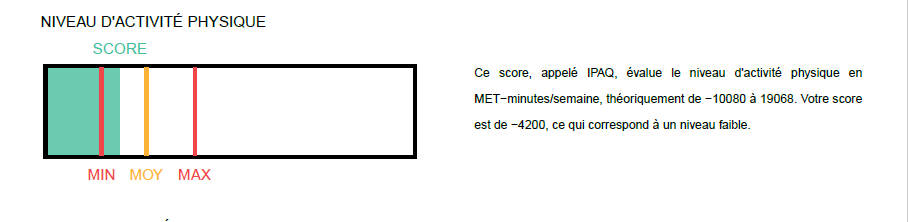 NIVEAU D'ACTIVITÉ PHYSIQUE
SCORE
MIN MOY MAX
Ce score, appelé IPAQ, évalue le niveau d'activité physique en
MET−minutes/semaine, théoriquement de −10080 à 19068. Votre score
est de −4200, ce qui correspond à un niveau faible.